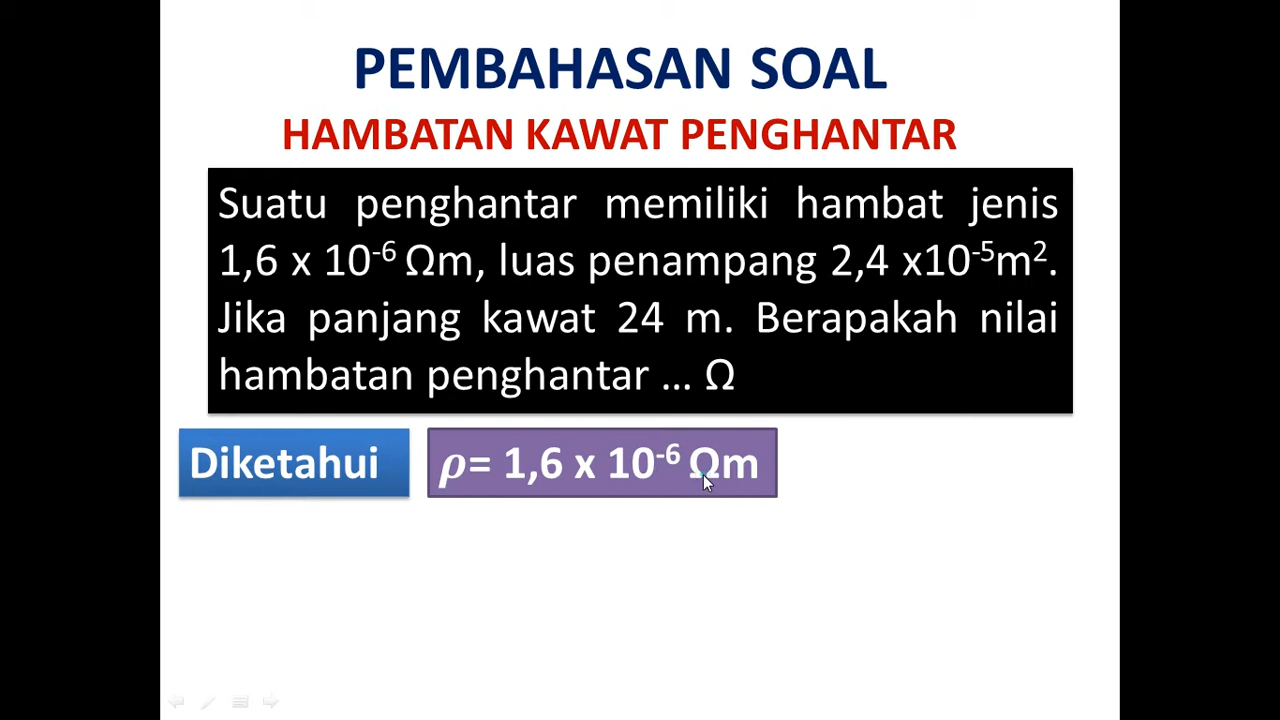 PEMBAHASAN SOAL
HAMBATAN KAWAT PENGHANTAR
Suatu penghantar memiliki hambat jenis
1,6 x 10⁻⁶ Ωm, luas penampang 2,4 x10⁻⁵m².
Jika panjang kawat 24 m. Berapakah nilai
hambatan penghantar ... Ω
Diketahui
ρ= 1,6 x 10⁻⁶ Ωm